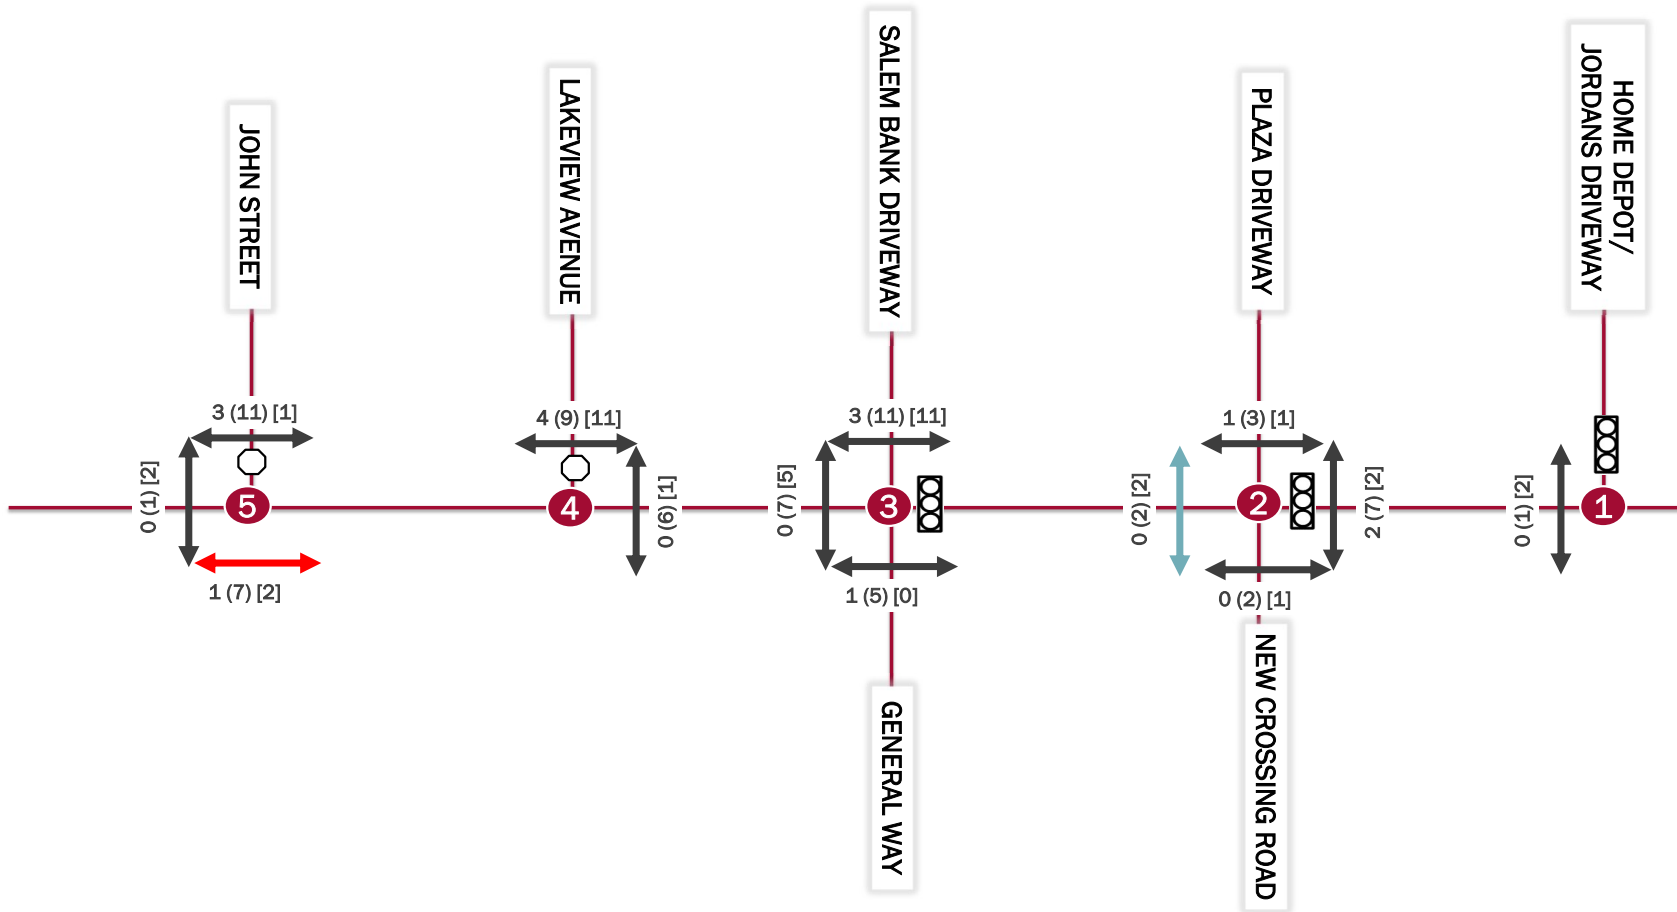 JOHN STREET
LAKEVIEW AVENUE
SALEM BANK DRIVEWAY
PLAZA DRIVEWAY
HOME DEPOT/
JORDANS DRIVEWAY
3 (11) [1]
0 (1) [2]
5
1 (7) [2]
4 (9) [11]
4
0 (6) [1]
3 (11) [11]
0 (7) [5]
3
1 (5) [0]
1 (3) [1]
0 (2) [2]
2
2 (7) [2]
0 (2) [1]
0 (1) [2]
1
GENERAL WAY
NEW CROSSING ROAD